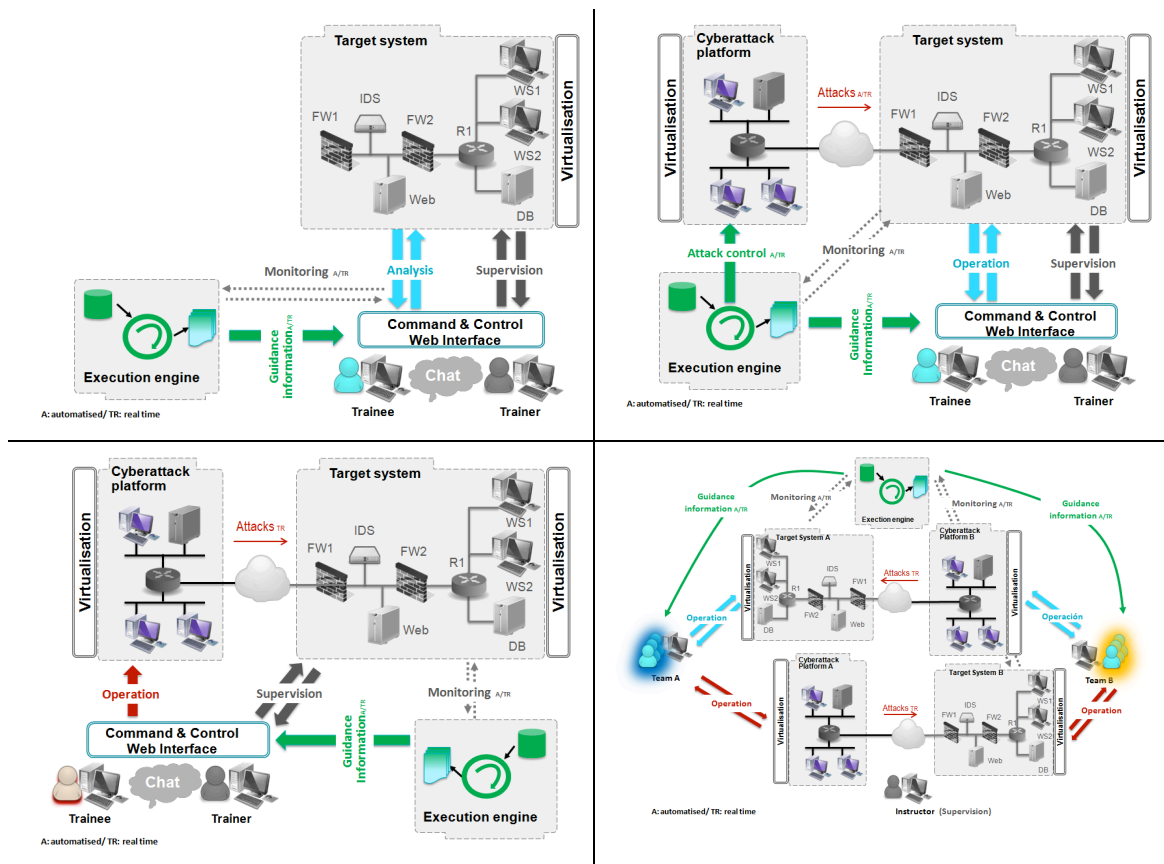 Target system
Virtualisation
IDS
FW1
FW2
R1
WS1
WS2
Web
DB
Monitoring A/TR
Analysis
Supervision
Guidance
information A/TR
Command & Control
Web Interface
Execution engine
Chat
Trainee
Trainer
A: automatised/ TR: real time
Virtualisation
Cyberattack
platform
Target system
Virtualisation
Attacks A/TR
IDS
FW1
FW2
R1
WS1
WS2
Web
DB
Attack control A/TR
Monitoring A/TR
Operation
Supervision
Guidance
Information A/TR
Command & Control
Web Interface
Execution engine
Chat
Trainee
Trainer
A: automatised/ TR: real time
Virtualisation
Cyberattack
platform
Target system
Virtualisation
Attacks TR
IDS
FW1
FW2
R1
WS1
WS2
Web
DB
Operation
Supervision
Monitoring A/TR
Guidance
Information A/TR
Command & Control
Web Interface
Chat
Trainee
Trainer
Execution engine
A: automatised/ TR: real time
Guidance
information A/TR
Monitoring A/TR
Exection engine
Monitoring A/TR
Guidance
information A/TR
Virtualisation
Target System A
WS1
WS2
R1
DB
IDS
FW2
FW1
Web
Attacks TR
Cyberattack
Platform B
Virtualisation
Operation
Operación
Team A
Team B
Operation
Operation
Virtualisation
Cyberattack
Platform A
Attacks TR
Target System B
IDS
FW1
FW2
R1
WS1
WS2
Web
DB
Virtualisation
Instructor (Supervision)
A: automatised/ TR: real time